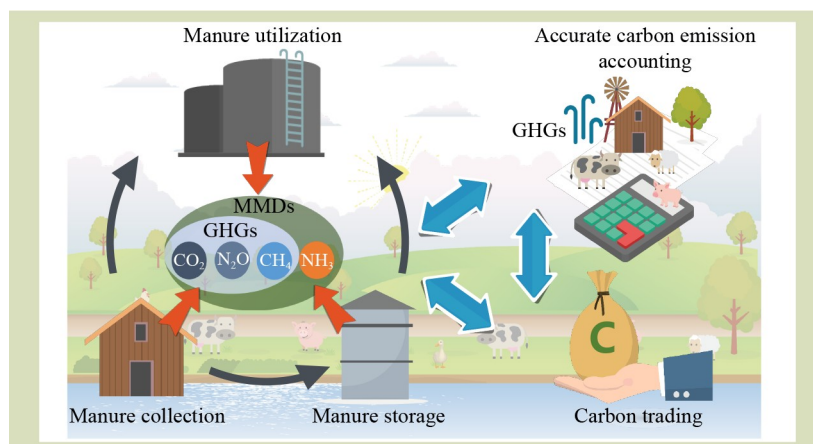 Manure utilization
Accurate carbon emission
accounting
GHGs
MMDs
GHGs
CO₂
N₂O
CH₄
NH₃
C
Manure collection
Manure storage
Carbon trading